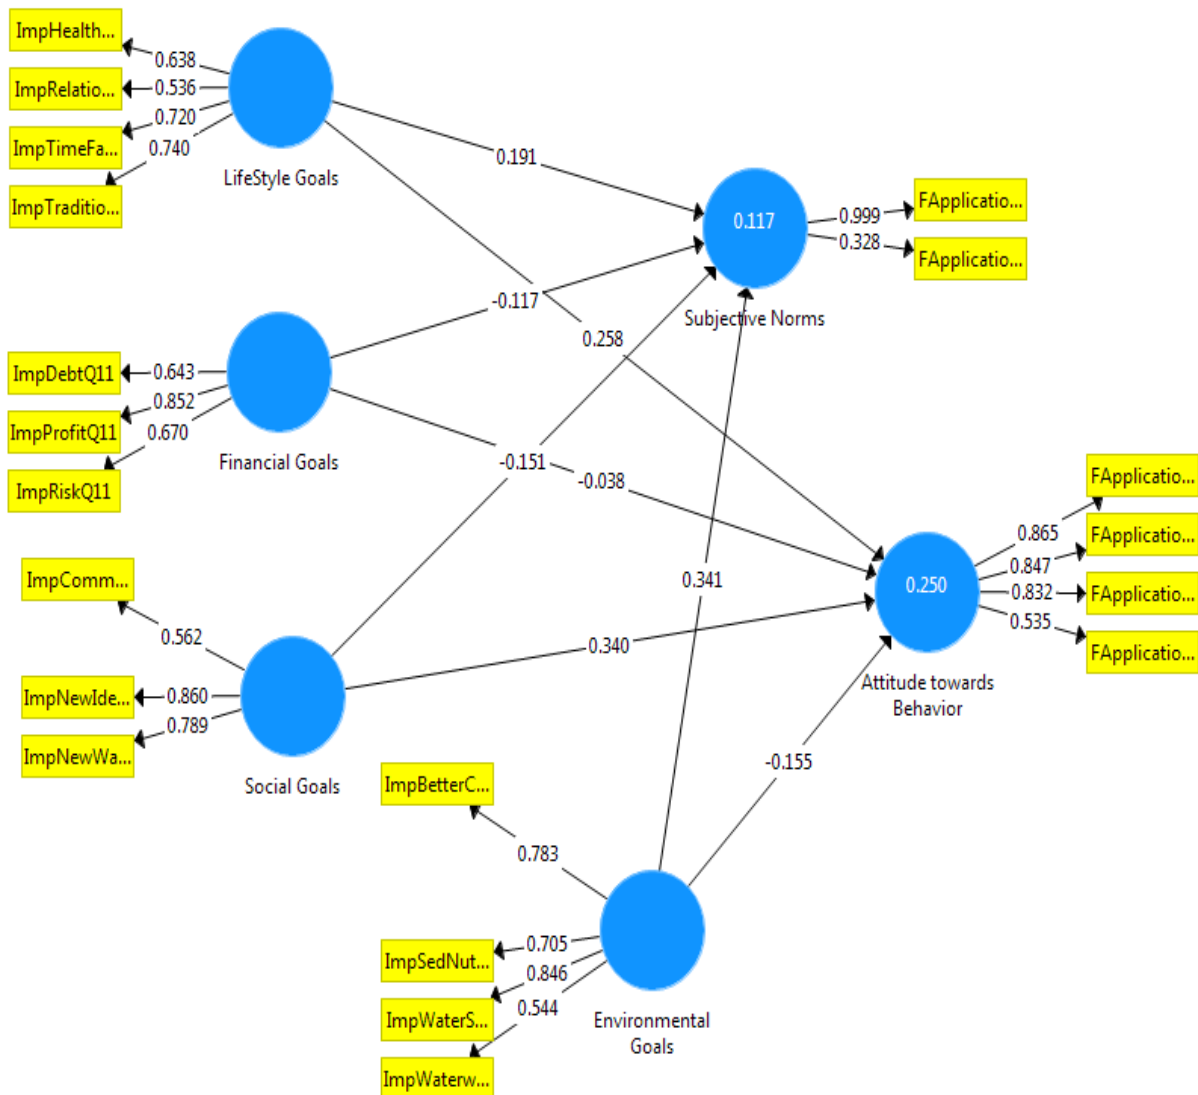 ImpHealth...
0.638
ImpRelatio...
0.536
ImpTimeFa...
0.720
ImpTraditio...
0.740
LifeStyle Goals
0.191
0.258
ImpDebtQ11
0.643
ImpProfitQ11
0.852
ImpRiskQ11
0.670
Financial Goals
-0.117
-0.038
ImpComm...
0.562
ImpNewIde...
0.860
ImpNewWa...
0.789
Social Goals
-0.151
0.340
ImpBetterC...
0.783
ImpSedNut...
0.705
ImpWaterS...
0.846
ImpWaterw...
0.544
Environmental
Goals
0.341
-0.155
0.117
Subjective Norms
0.999
FApplicatio...
0.328
FApplicatio...
0.250
Attitude towards
Behavior
0.865
FApplicatio...
0.847
FApplicatio...
0.832
FApplicatio...
0.535
FApplicatio...